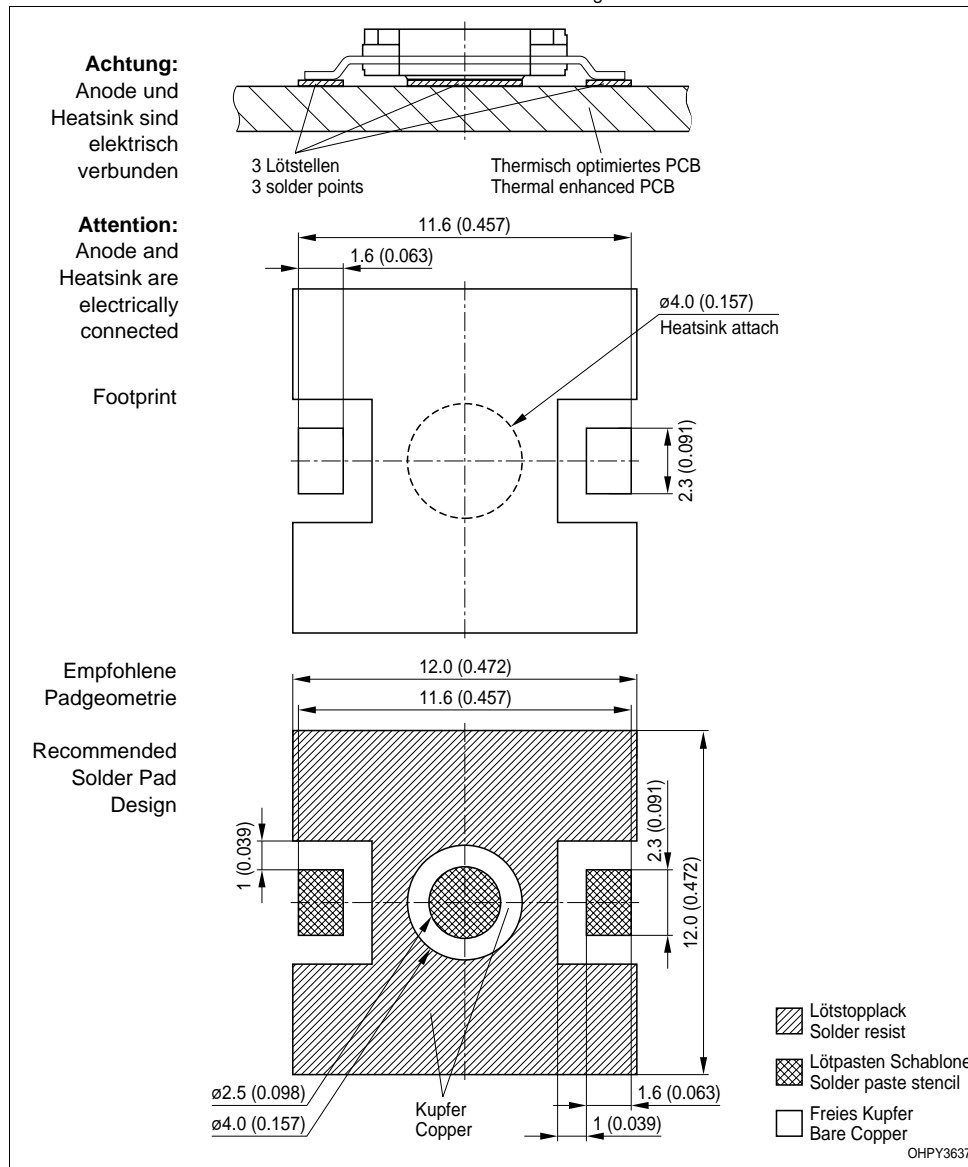 Achtung:
Anode und
Heatsink sind
elektrisch
verbunden
3 Lötstellen
3 solder points
Thermisch optimiertes PCB
Thermal enhanced PCB
Attention:
Anode and
Heatsink are
electrically
connected
11.6 (0.457)
1.6 (0.063)
ø4.0 (0.157)
Heatsink attach
Footprint
2.3 (0.091)
Empfohlene
Padgeometrie
12.0 (0.472)
11.6 (0.457)
Recommended
Solder Pad
Design
1 (0.039)
2.3 (0.091)
12.0 (0.472)
Lötstopplack
Solder resist
Lötpasten Schablone
Solder paste stencil
ø2.5 (0.098)
1.6 (0.063)
ø4.0 (0.157)
Kupfer
Copper
1 (0.039)
Freies Kupfer
Bare Copper
OHPY3637